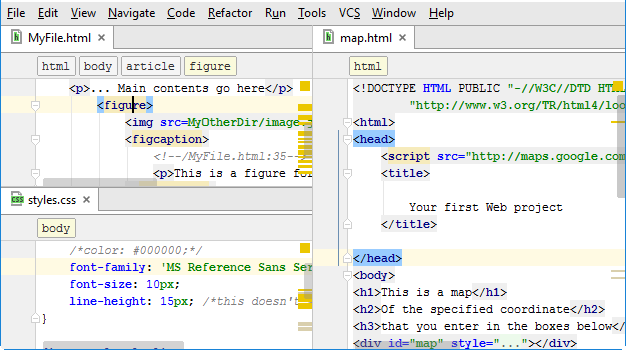 File Edit View Navigate Code Refactor Run Tools VCS Window Help
MyFile.html
html body article figure
<p>... Main contents go here</p>
<figure>
<img src=MyOtherDir/image.
<figcaption>
<!--/MyFile.html:35--
<p>This is a figure fo
styles.css
body
/*color: #000000;*/
font-family: 'MS Reference Sans Ser
font-size: 10px;
line-height: 15px; /*this doesn't
}
map.html
html
<!DOCTYPE HTML PUBLIC "-//W3C//DTD HT
"http://www.w3.org/TR/html4/loo
<html>
<head>
<script src="http://maps.google.com
<title>
Your first Web project
</title>
</head>
<body>
<h1>This is a map</h1>
<h2>Of the specified coordinate</h2>
<h3>that you enter in the boxes below</
<div id="map" style="..."></div>